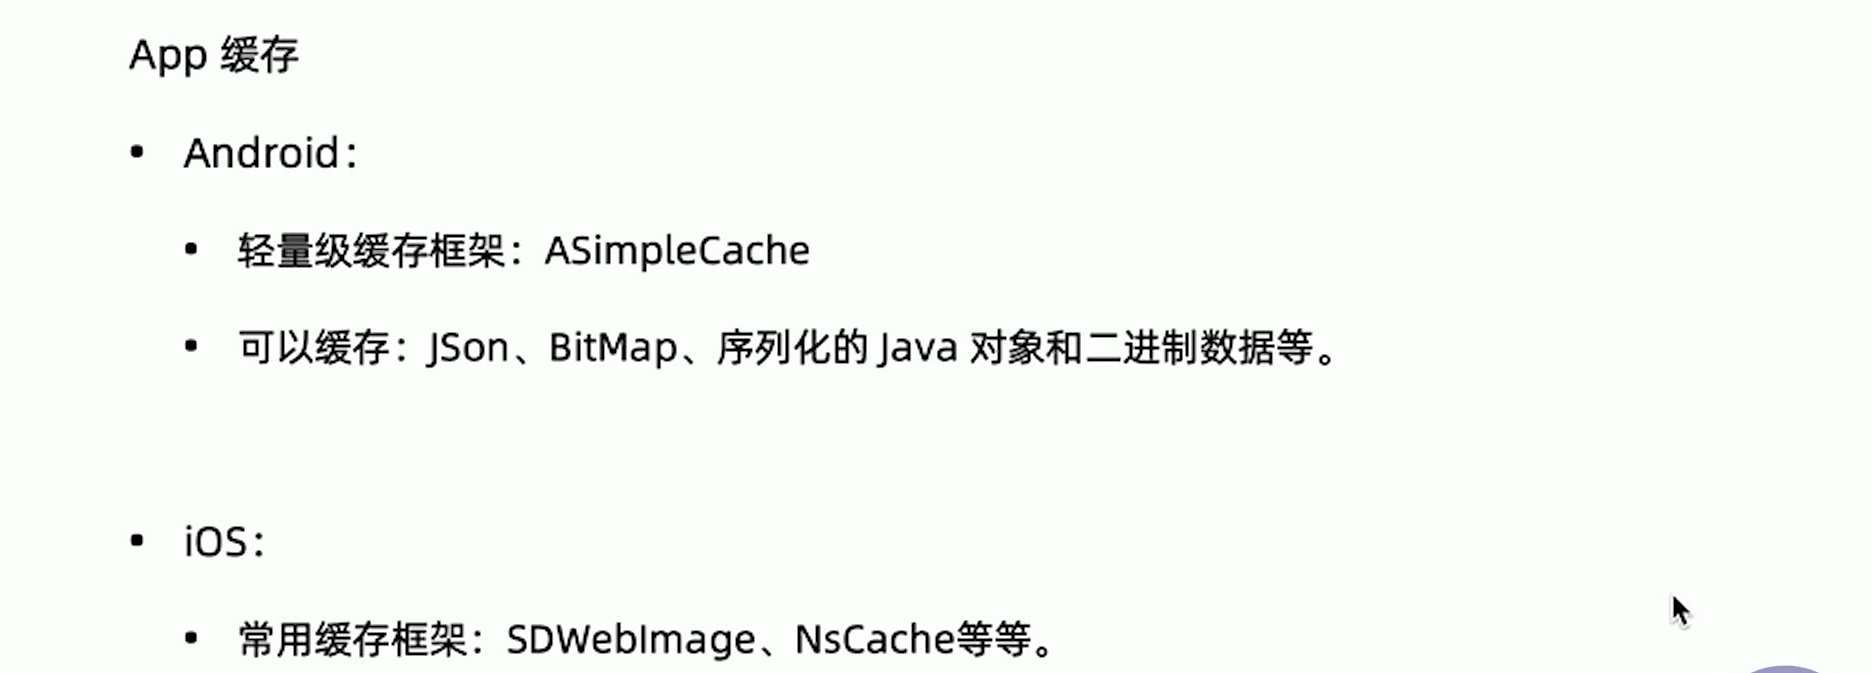 App 缓存
• Android：
• 轻量级缓存框架：ASimpleCache
• 可以缓存：JSon、BitMap、序列化的 Java 对象和二进制数据等。
• iOS：
• 常用缓存框架：SDWebImage、NsCache等等。